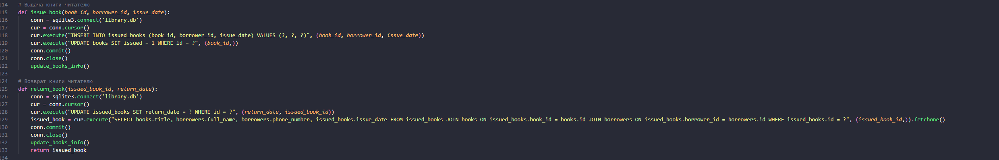 114 # Выдача книги читателю
115 def issue_book(book_id, borrower_id, issue_date):
116     conn = sqlite3.connect('library.db')
117     cur = conn.cursor()
118     cur.execute("INSERT INTO issued_books (book_id, borrower_id, issue_date) VALUES (?, ?, ?)", (book_id, borrower_id, issue_date))
119     cur.execute("UPDATE books SET issued = 1 WHERE id = ?", (book_id,))
120     conn.commit()
121     conn.close()
122     update_books_info()
123
124 # Возврат книги читателю
125 def return_book(issued_book_id, return_date):
126     conn = sqlite3.connect('library.db')
127     cur = conn.cursor()
128     cur.execute("UPDATE issued_books SET return_date = ? WHERE id = ?", (return_date, issued_book_id))
129     issued_book = cur.execute("SELECT books.title, borrowers.full_name, borrowers.phone_number, issued_books.issue_date FROM issued_books JOIN books ON issued_books.book_id = books.id JOIN borrowers ON issued_books.borrower_id = borrowers.id WHERE issued_books.id = ?", (issued_book_id,)).fetchone()
130     conn.commit()
131     conn.close()
132     update_books_info()
133     return issued_book
134